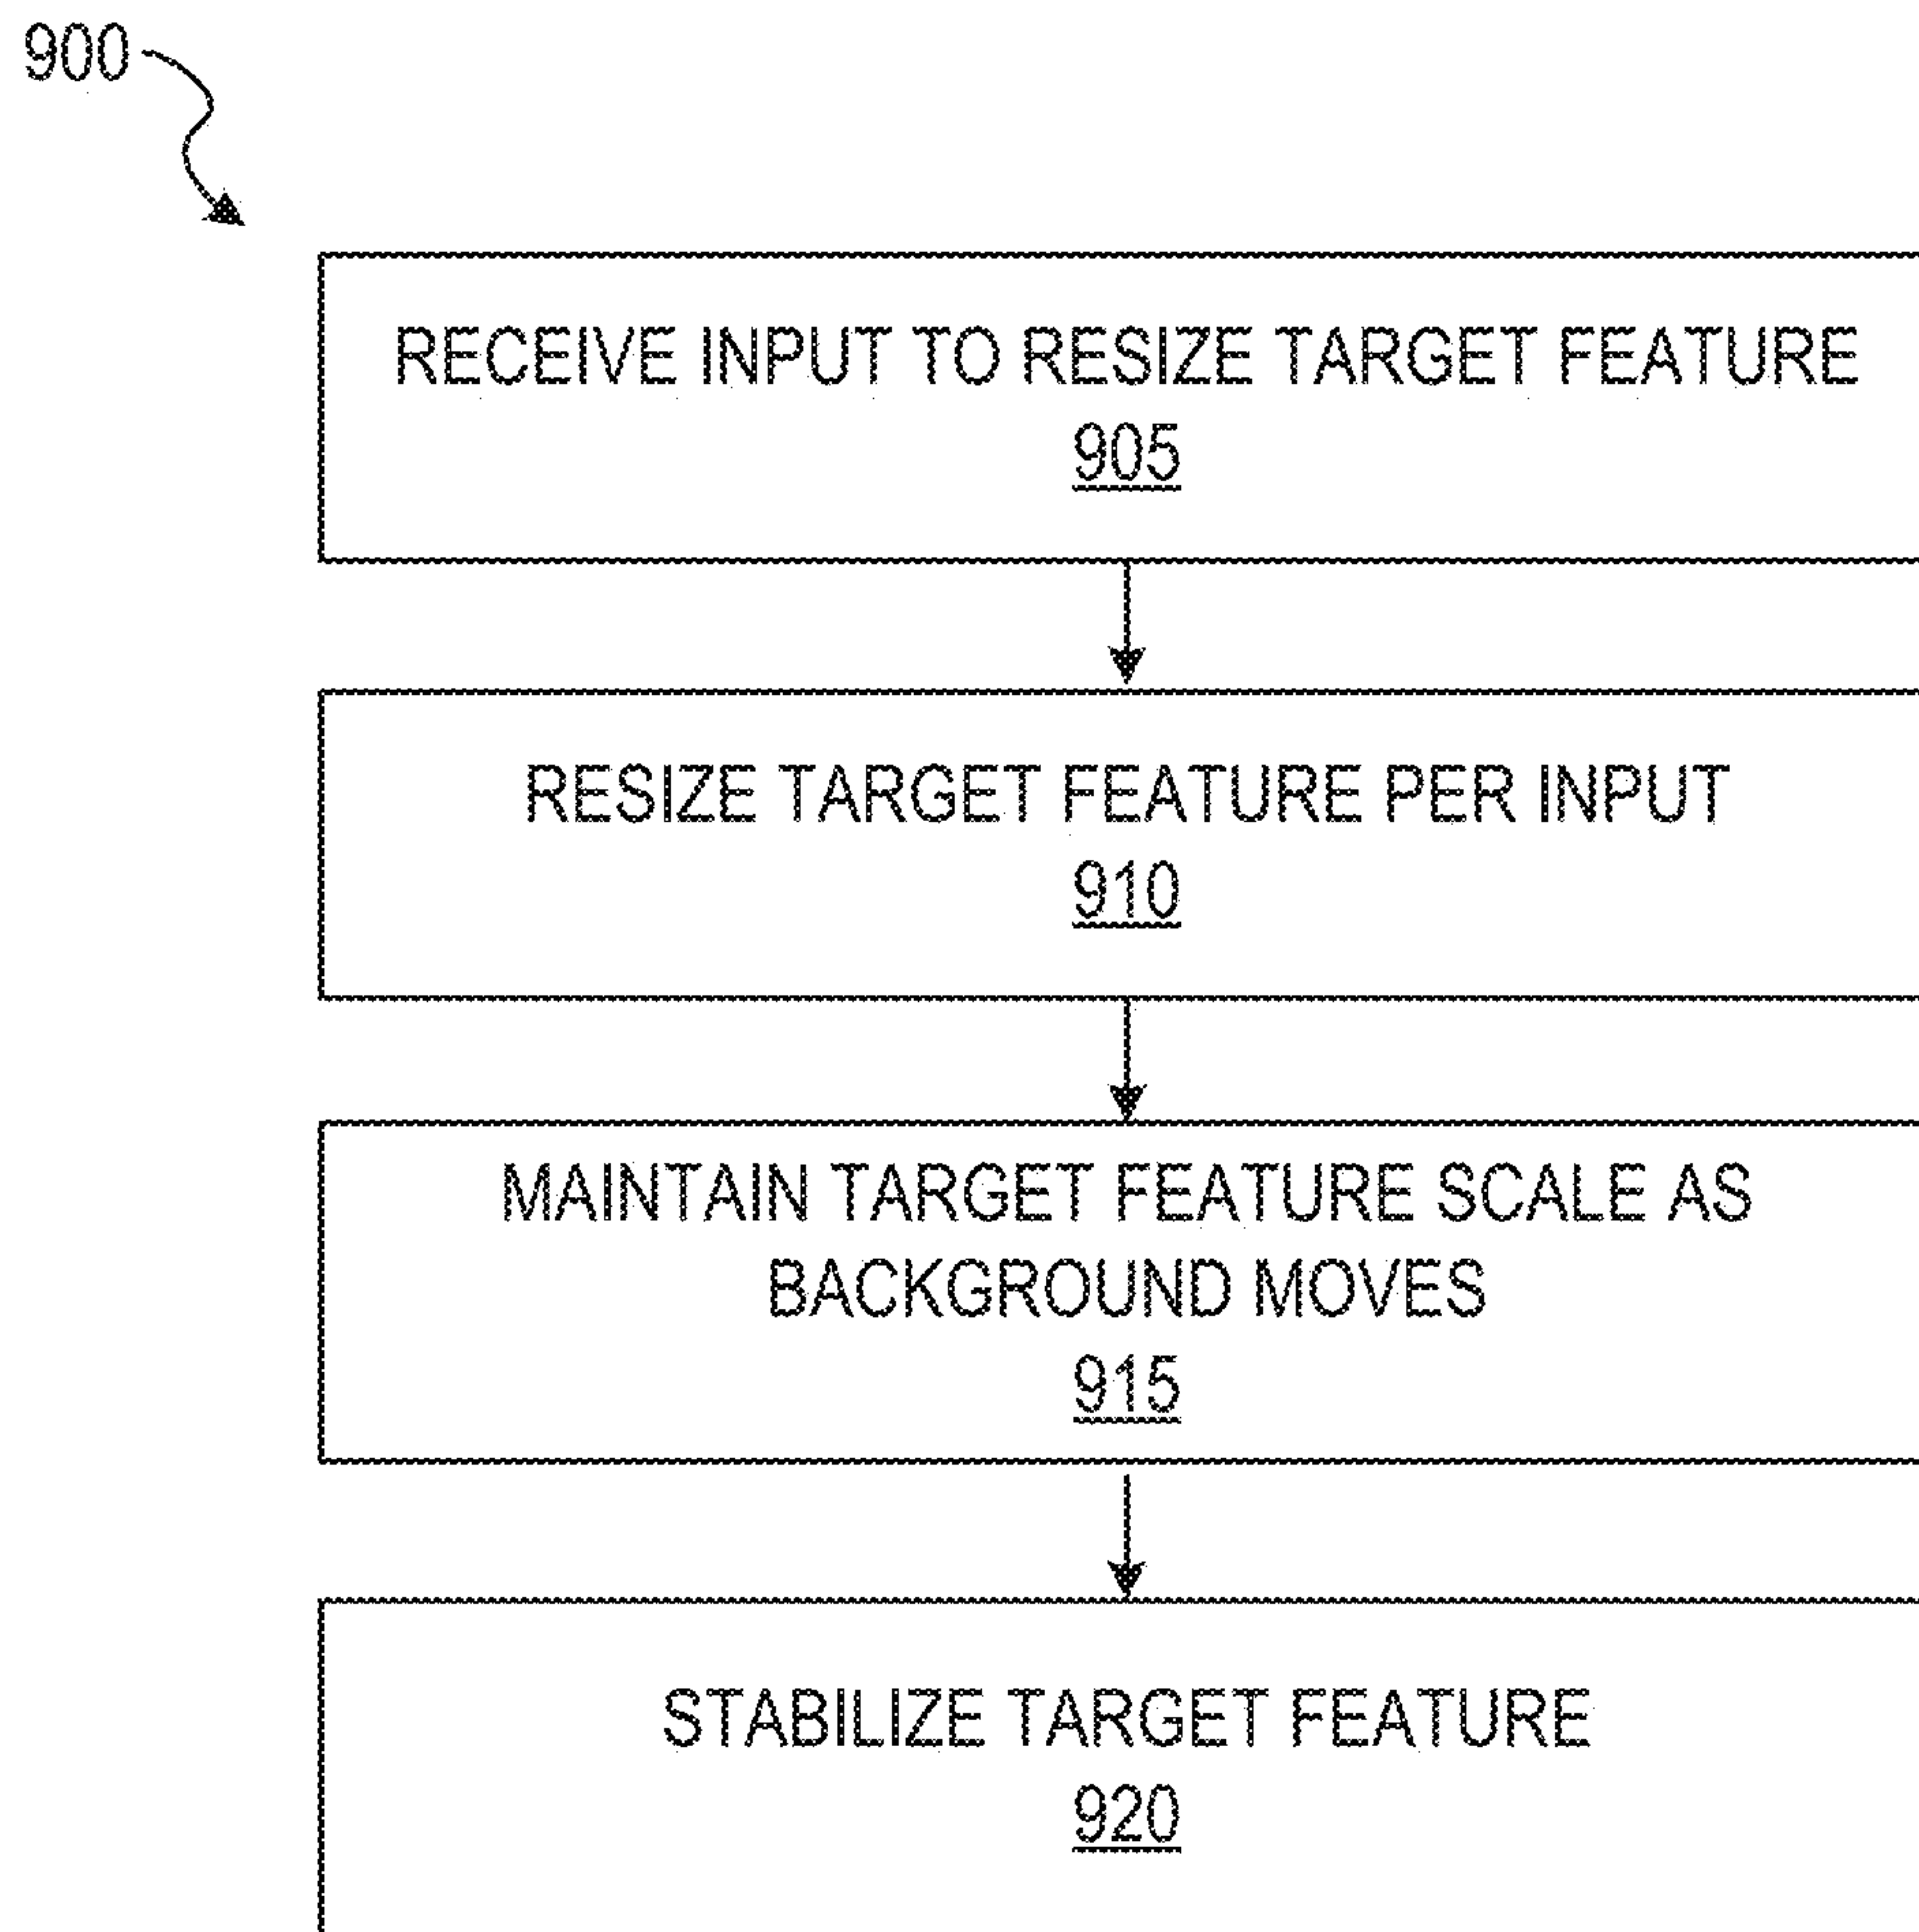 900
RECEIVE INPUT TO RESIZE TARGET FEATURE
905
RESIZE TARGET FEATURE PER INPUT
910
MAINTAIN TARGET FEATURE SCALE AS
BACKGROUND MOVES
915
STABILIZE TARGET FEATURE
920